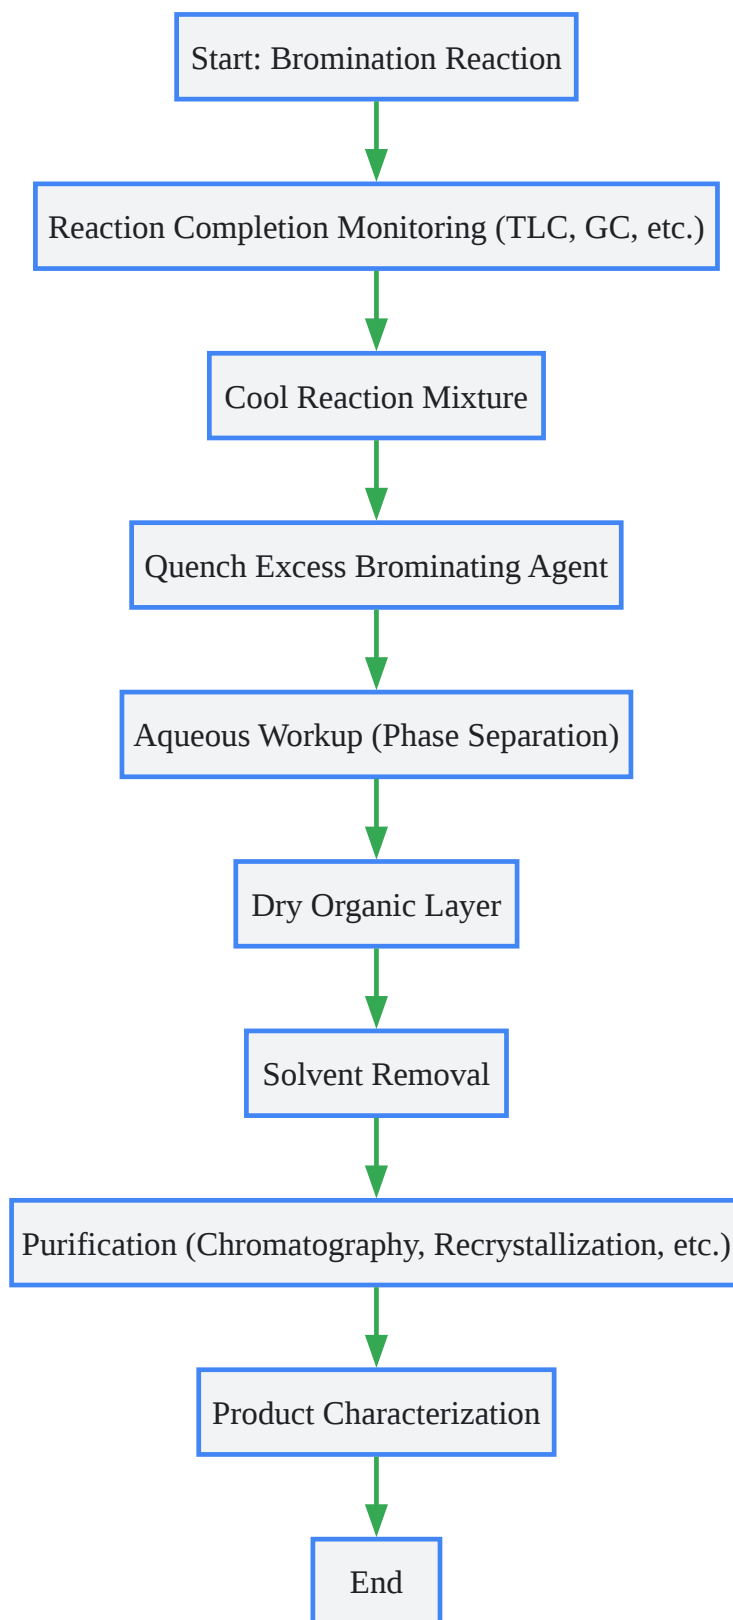 Start: Bromination Reaction
Reaction Completion Monitoring (TLC, GC, etc.)
Cool Reaction Mixture
Quench Excess Brominating Agent
Aqueous Workup (Phase Separation)
Dry Organic Layer
Solvent Removal
Purification (Chromatography, Recrystallization, etc.)
Product Characterization
End